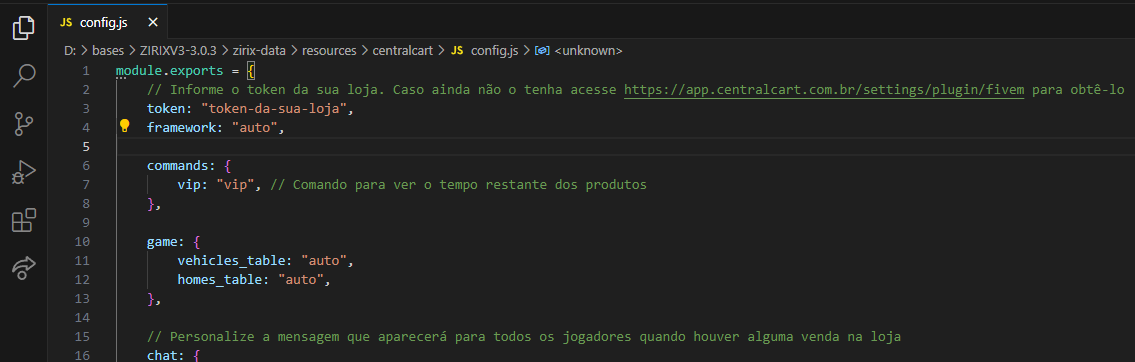 JS config.js ×
D: > bases > ZIRIXV3-3.0.3 > zirix-data > resources > centralcart > JS config.js > <unknown>
1 module.exports = {
2 // Informe o token da sua loja. Caso ainda não o tenha acesse https://app.centralcart.com.br/settings/plugin/fivem para obtê-lo
3 token: "token-da-sua-loja",
4 framework: "auto",
5
6 commands: {
7 vip: "vip", // Comando para ver o tempo restante dos produtos
8 },
9
10 game: {
11 vehicles_table: "auto",
12 homes_table: "auto",
13 },
14
15 // Personalize a mensagem que aparecerá para todos os jogadores quando houver alguma venda na loja
16 chat: {